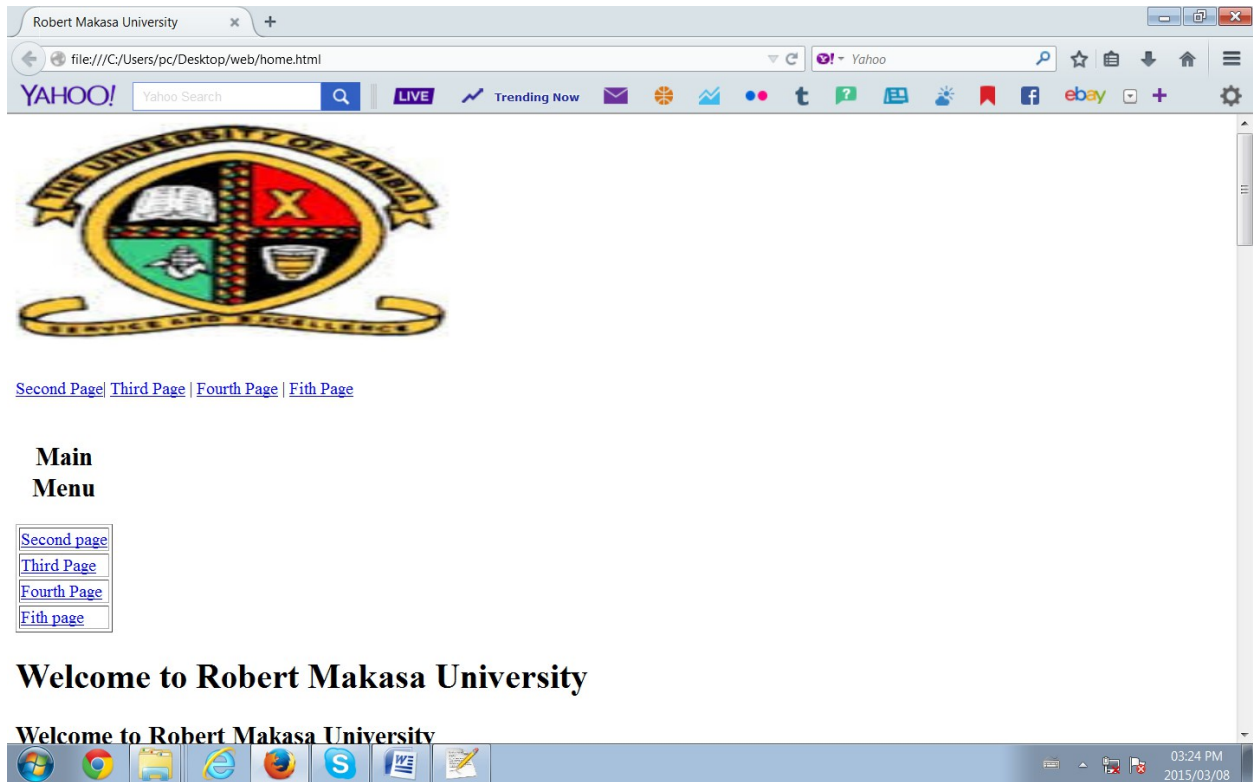 Robert Makasa University
file:///C:/Users/pc/Desktop/web/home.html
Yahoo
YAHOO!
Yahoo Search
LIVE
Trending Now
t
ebay
THE UNIVERSITY OF ZAMBIA
SERVICE AND EXCELLENCE
Second Page| Third Page | Fourth Page | Fith Page
Main
Menu
Second page
Third Page
Fourth Page
Fith page
Welcome to Robert Makasa University
Welcome to Robert Makasa University
03:24 PM
2015/03/08